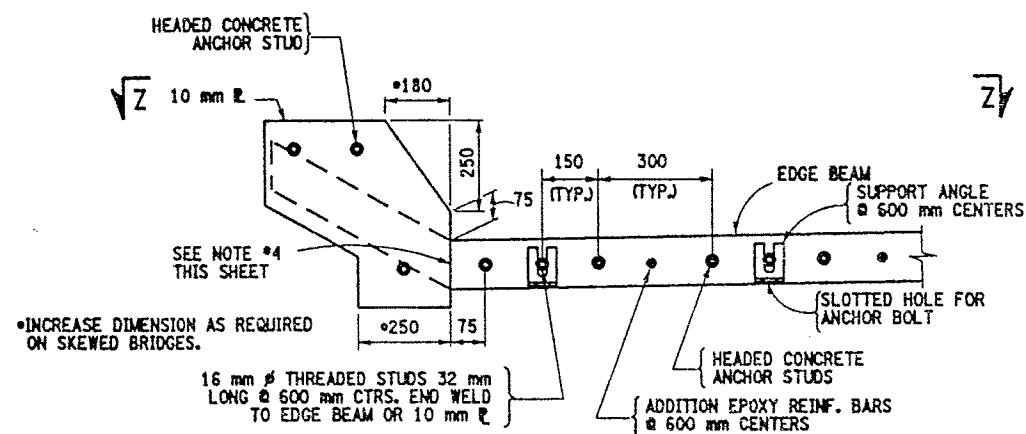 HEADED CONCRETE
ANCHOR STUD
Z
10 mm ⅊
•180
Z
250
75
150
(TYP.)
300
(TYP.)
EDGE BEAM
SUPPORT ANGLE
@ 600 mm CENTERS
SEE NOTE •4
THIS SHEET
SLOTTED HOLE FOR
ANCHOR BOLT
•INCREASE DIMENSION AS REQUIRED
ON SKEWED BRIDGES.
•250
75
HEADED CONCRETE
ANCHOR STUDS
16 mm ø THREADED STUDS 32 mm
LONG @ 600 mm CTRS. END WELD
TO EDGE BEAM OR 10 mm ⅊
ADDITION EPOXY REINF. BARS
@ 600 mm CENTERS